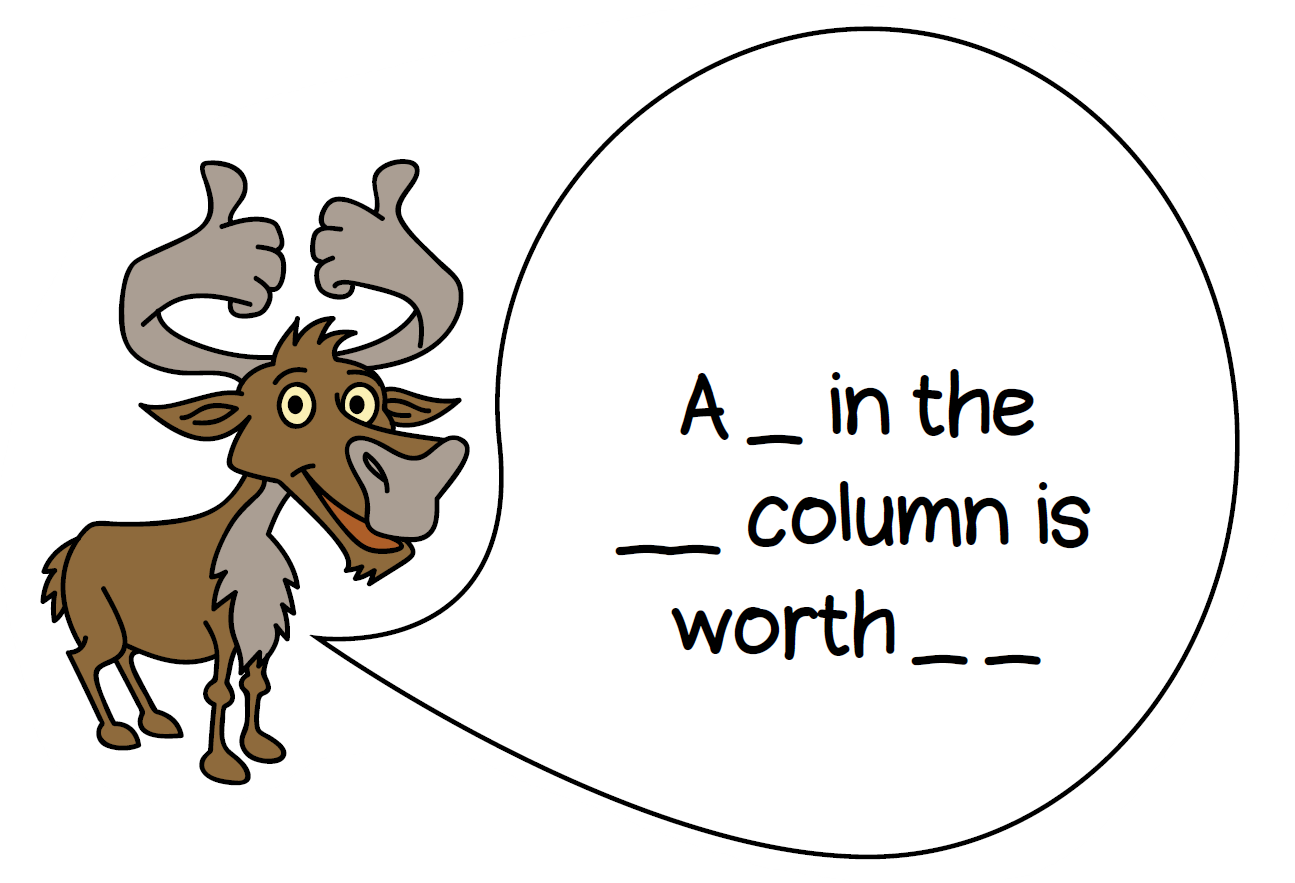 A _ in the
__ column is
worth _ _